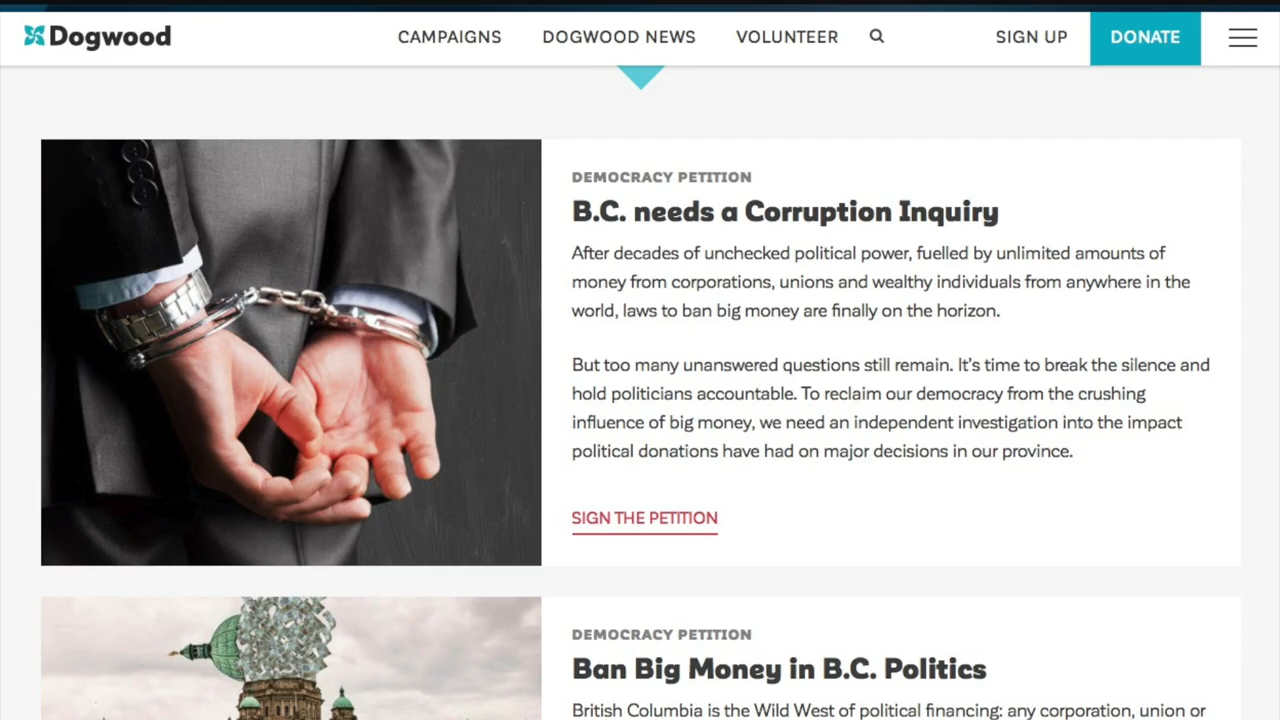 Dogwood
CAMPAIGNS
DOGWOOD NEWS
VOLUNTEER
SIGN UP
DONATE
DEMOCRACY PETITION
B.C. needs a Corruption Inquiry
After decades of unchecked political power, fuelled by unlimited amounts of
money from corporations, unions and wealthy individuals from anywhere in the
world, laws to ban big money are finally on the horizon.
But too many unanswered questions still remain. It’s time to break the silence and
hold politicians accountable. To reclaim our democracy from the crushing
influence of big money, we need an independent investigation into the impact
political donations have had on major decisions in our province.
SIGN THE PETITION
DEMOCRACY PETITION
Ban Big Money in B.C. Politics
British Columbia is the Wild West of political financing: any corporation, union or